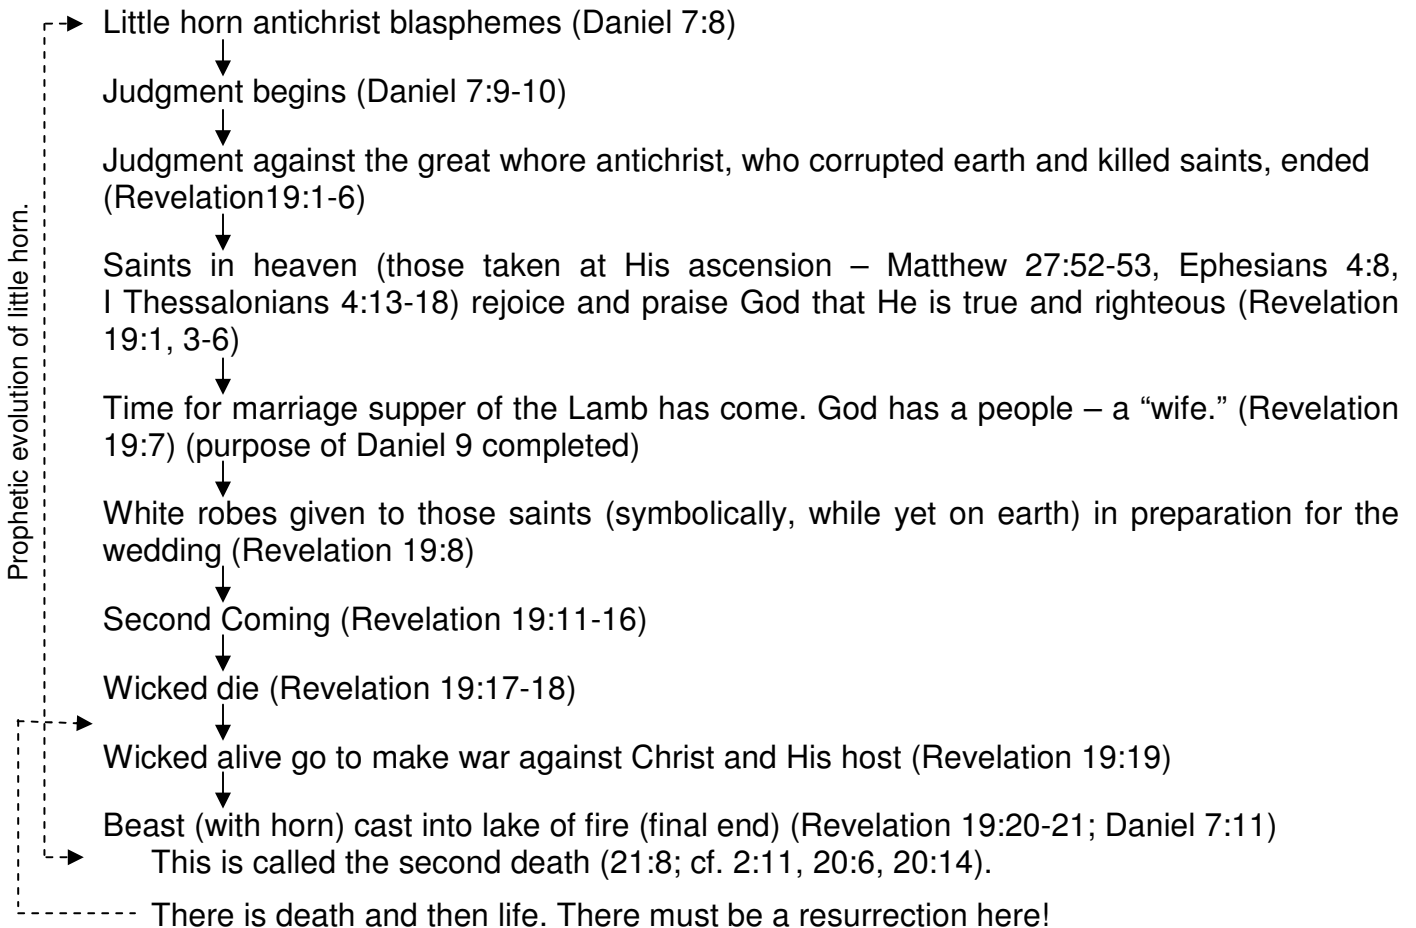 Little horn antichrist blasphemes (Daniel 7:8)
Judgment begins (Daniel 7:9-10)
Judgment against the great whore antichrist, who corrupted earth and killed saints, ended
(Revelation19:1-6)
Saints in heaven (those taken at His ascension – Matthew 27:52-53, Ephesians 4:8,
I Thessalonians 4:13-18) rejoice and praise God that He is true and righteous (Revelation
19:1, 3-6)
Time for marriage supper of the Lamb has come. God has a people – a “wife.” (Revelation
19:7) (purpose of Daniel 9 completed)
White robes given to those saints (symbolically, while yet on earth) in preparation for the
wedding (Revelation 19:8)
Second Coming (Revelation 19:11-16)
Wicked die (Revelation 19:17-18)
Wicked alive go to make war against Christ and His host (Revelation 19:19)
Beast (with horn) cast into lake of fire (final end) (Revelation 19:20-21; Daniel 7:11)
This is called the second death (21:8; cf. 2:11, 20:6, 20:14).
There is death and then life. There must be a resurrection here!
Prophetic evolution of little horn.